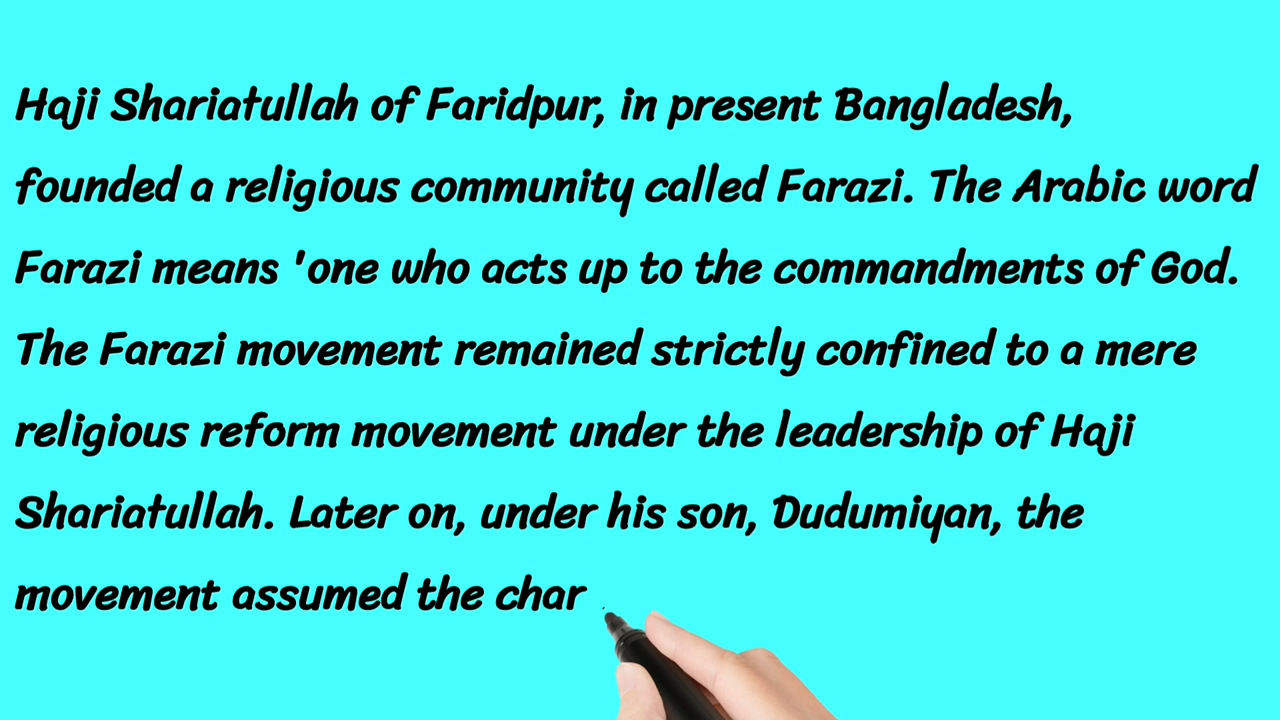 Haji Shariatullah of Faridpur, in present Bangladesh,
founded a religious community called Farazi. The Arabic word
Farazi means 'one who acts up to the commandments of God.
The Farazi movement remained strictly confined to a mere
religious reform movement under the leadership of Haji
Shariatullah. Later on, under his son, Dudumiyan, the
movement assumed the char